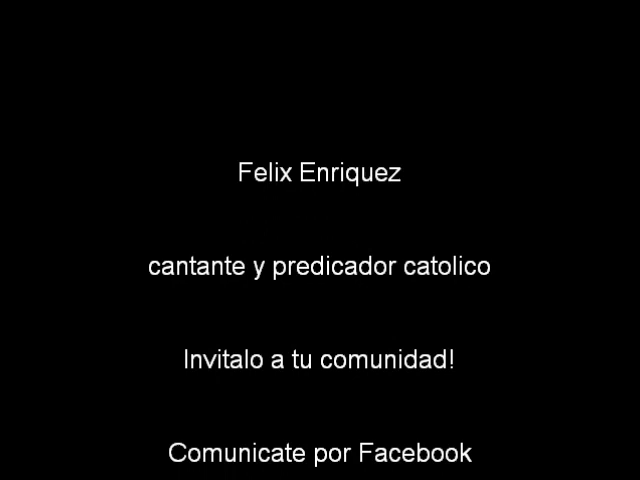 Felix Enriquez
cantante y predicador catolico
Invitalo a tu comunidad!
Comunicate por Facebook